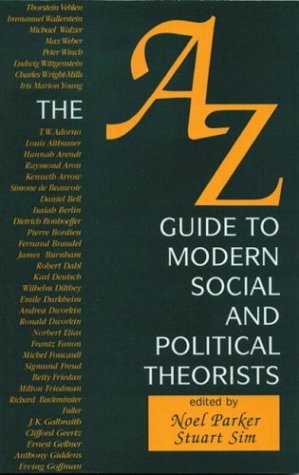 Thorstein Veblen
Immanuel Wallerstein
Michael Walzer
Max Weber
Peter Winch
Ludwig Wittgenstein
Charles Wright-Mills
Iris Marion Young
THE
A
Z
T.W. Adorno
Louis Althusser
Hannah Arendt
Raymond Aron
Kenneth Arrow
Simone de Beauvoir
Daniel Bell
Isaiah Berlin
Dietrich Bonhoeffer
Pierre Bordieu
Fernand Braudel
James Burnham
Robert Dahl
Karl Deutsch
Wilhelm Dilthey
Emile Durkheim
Andrea Dworkin
Ronald Dworkin
Norbert Elias
Frantz Fanon
Michel Foucault
Sigmund Freud
Betty Friedan
Milton Friedman
Richard Buckminster
Fuller
J.K. Galbraith
Clifford Geertz
Ernest Gellner
Anthony Giddens
Erving Goffman
GUIDE TO
MODERN
SOCIAL
AND
POLITICAL
THEORISTS
edited by
Noel Parker
Stuart Sim